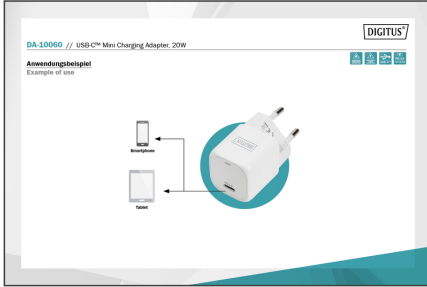 DIGITUS®
DA-10060 // USB-C™ Mini Charging Adapter, 20W
Anwendungsbeispiel
Example of use
Smartphone
Tablet